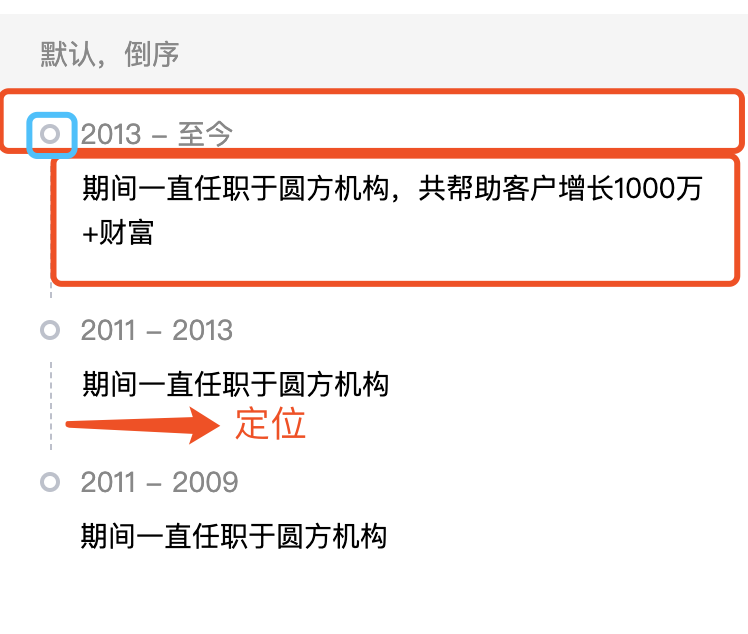 默认，倒序
2013 – 至今
期间一直任职于圆方机构，共帮助客户增长1000万
+财富
2011 – 2013
期间一直任职于圆方机构
定位
2011 – 2009
期间一直任职于圆方机构